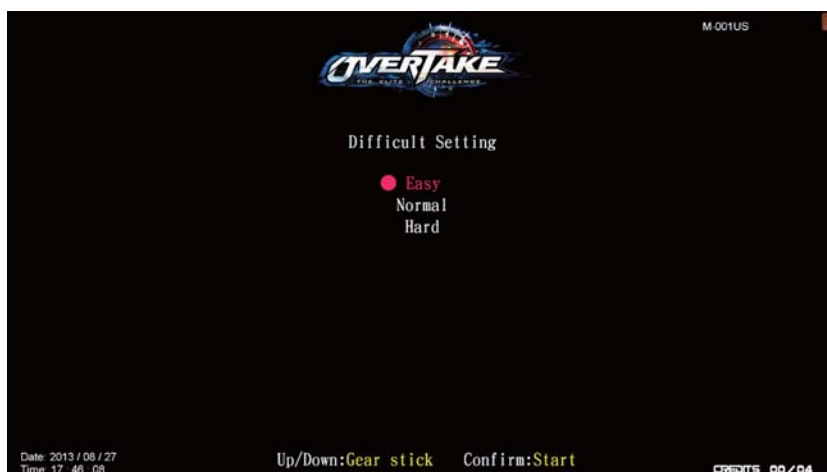 M-001US
OVERTAKE
THE ELITE CHALLENGE
Difficult Setting
Easy
Normal
Hard
Date: 2013 / 08 / 27
Up/Down:Gear stick Confirm:Start
Time: 17 : 46 : 08
CREDITS 00/04